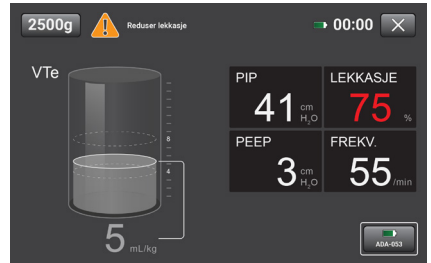 2500g
Reduser lekkasje
00:00
VTe
8
4
5 mL/kg
PIP
41 cm H₂O
LEKKASJE
75 %
PEEP
3 cm H₂O
FREKV.
55 /min
ADA-053